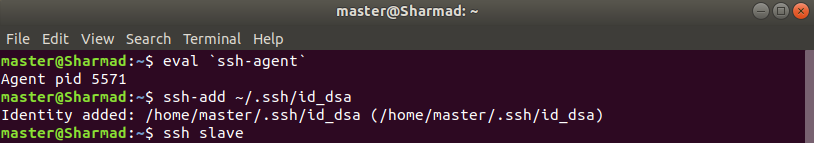 master@Sharmad: ~
File Edit View Search Terminal Help
master@Sharmad:~$ eval `ssh-agent`
Agent pid 5571
master@Sharmad:~$ ssh-add ~/.ssh/id_dsa
Identity added: /home/master/.ssh/id_dsa (/home/master/.ssh/id_dsa)
master@Sharmad:~$ ssh slave